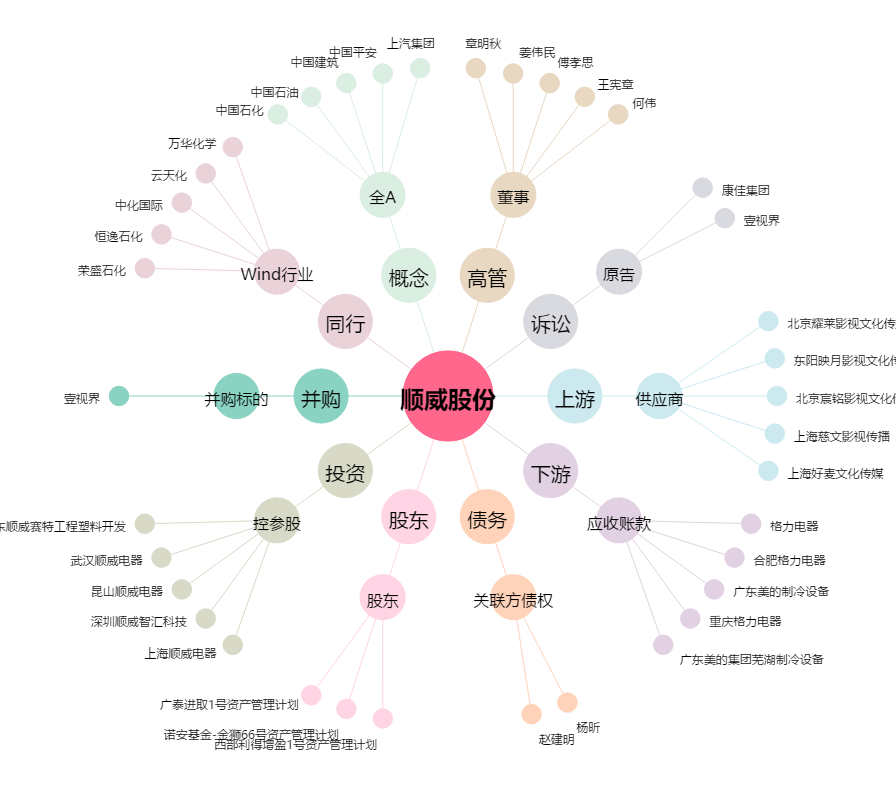 上汽集团
中国平安
中国建筑
中国石油
中国石化
章明秋
姜伟民
傅孝思
王宪章
何伟
万华化学
云天化
中化国际
恒逸石化
荣盛石化
全A
董事
康佳集团
壹视界
Wind行业
概念
高管
原告
同行
诉讼
北京耀莱影视文化传
东阳映月影视文化传
壹视界
并购标的
并购
顺威股份
上游
供应商
北京宸铭影视文化传
上海慈文影视传播
上海好麦文化传媒
投资
下游
股东
债务
控参股
应收账款
东顺威赛特工程塑料开发
武汉顺威电器
昆山顺威电器
深圳顺威智汇科技
上海顺威电器
格力电器
合肥格力电器
广东美的制冷设备
重庆格力电器
广东美的集团芜湖制冷设备
股东
关联方债权
广泰进取1号资产管理计划
诺安基金-金狮66号资产管理计划
西部利得增盈1号资产管理计划
杨昕
赵建明